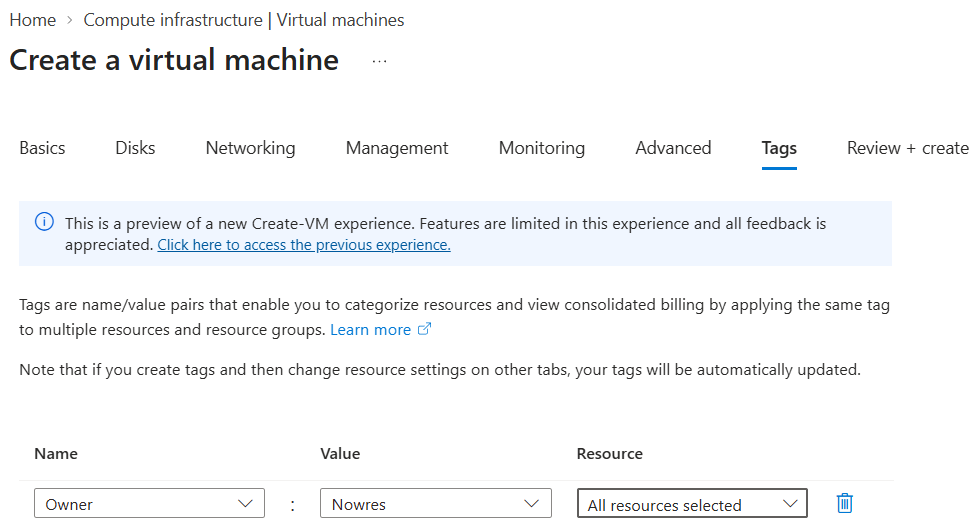 Home > Compute infrastructure | Virtual machines
Create a virtual machine ...
Basics Disks Networking Management Monitoring Advanced Tags Review + create
This is a preview of a new Create-VM experience. Features are limited in this experience and all feedback is
appreciated. Click here to access the previous experience.
Tags are name/value pairs that enable you to categorize resources and view consolidated billing by applying the same tag
to multiple resources and resource groups. Learn more
Note that if you create tags and then change resource settings on other tabs, your tags will be automatically updated.
Name Value Resource
Owner : Nowres All resources selected